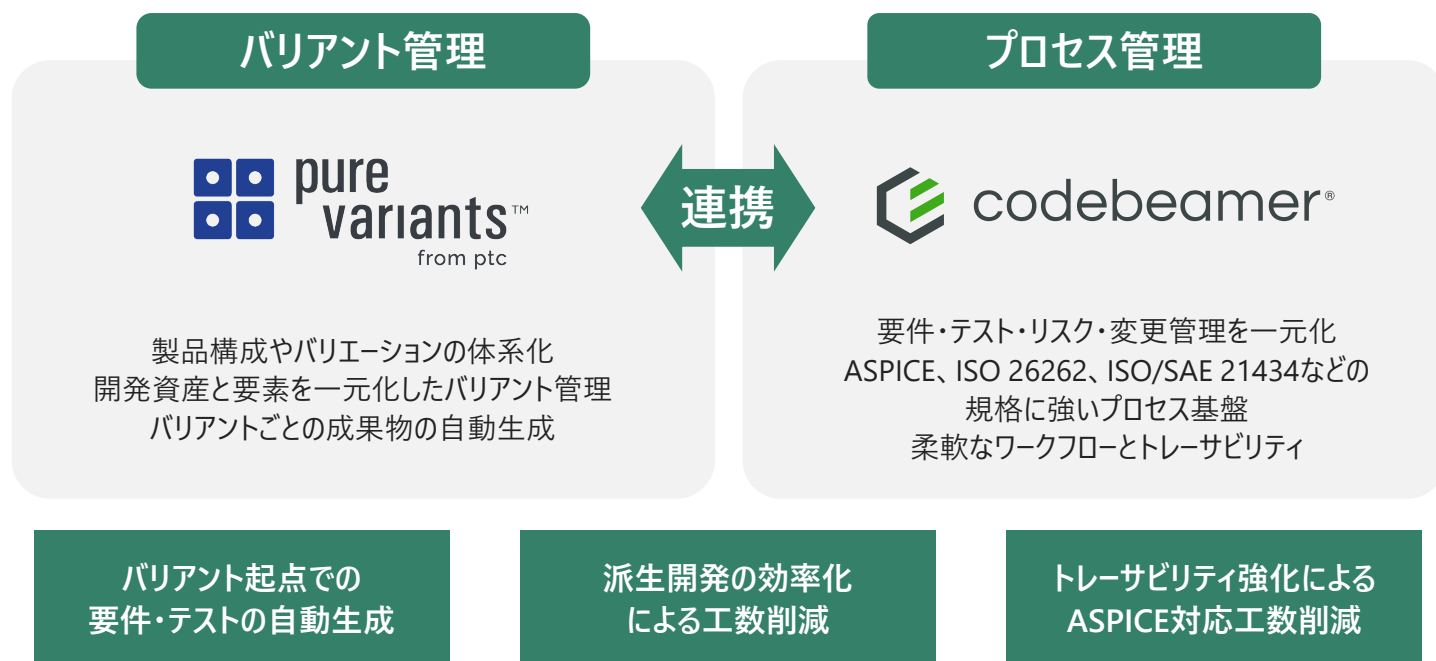 バリアント管理
pure
variants™
from ptc
製品構成やバリエーションの体系化
開発資産と要素を一元化したバリアント管理
バリアントごとの成果物の自動生成
連携
プロセス管理
codebeamer®
要件・テスト・リスク・変更管理を一元化
ASPICE、ISO 26262、ISO/SAE 21434などの
規格に強いプロセス基盤
柔軟なワークフローとトレーサビリティ
バリアント起点での
要件・テストの自動生成
派生開発の効率化
による工数削減
トレーサビリティ強化による
ASPICE対応工数削減